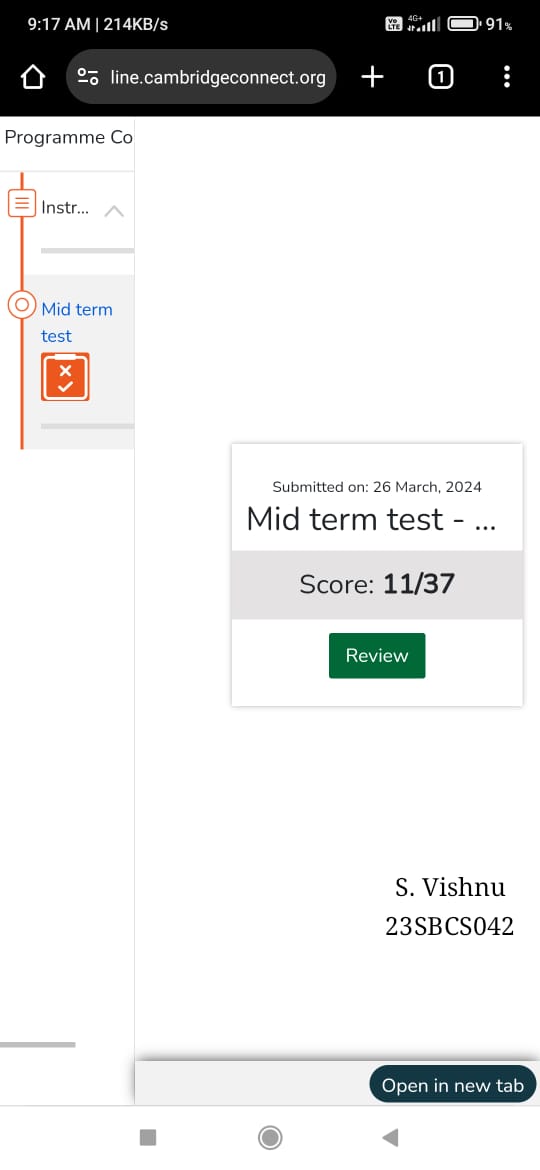 9:17 AM | 214KB/s
Vo LTE 4G+ 91%
line.cambridgeconnect.org
1
Programme Co
Instr...
Mid term
test
Submitted on: 26 March, 2024
Mid term test - ...
Score: 11/37
Review
S. Vishnu
23SBCS042
Open in new tab